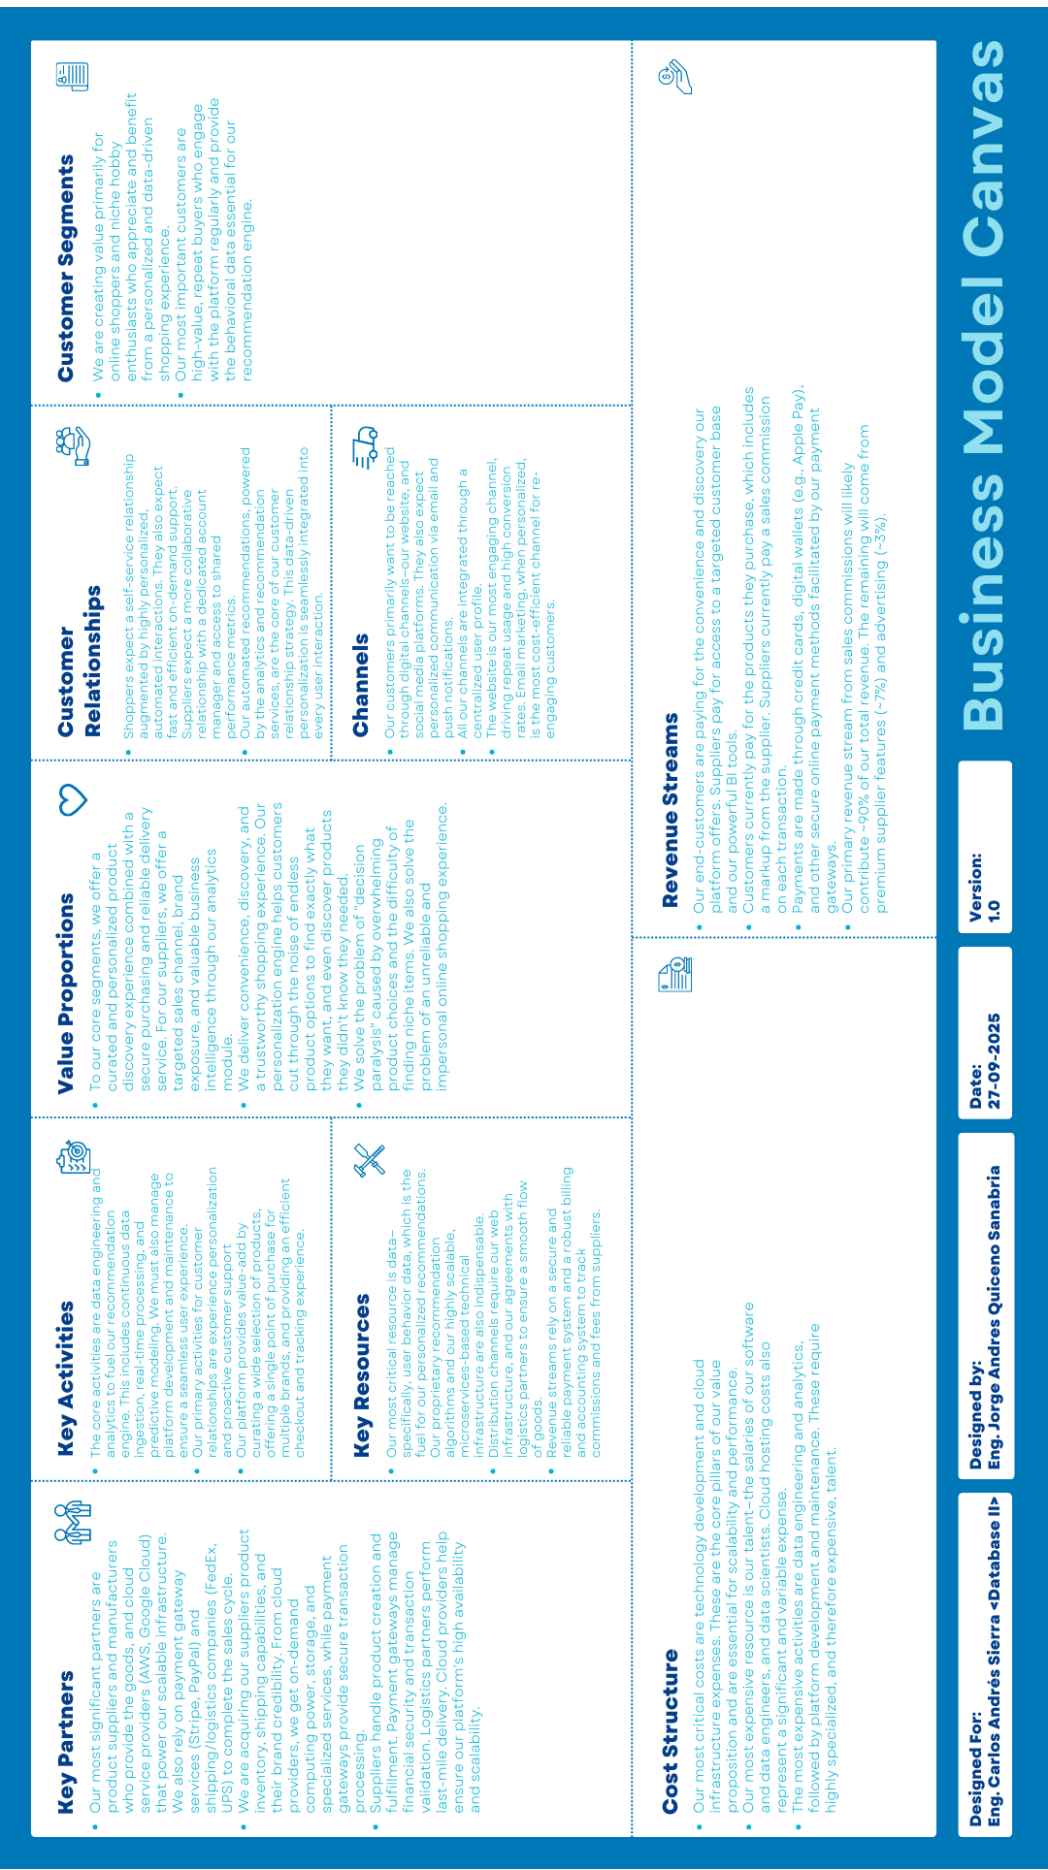 Key Partners
• Our most significant partners are
product suppliers and manufacturers
who provide the goods, and cloud
service providers (AWS, Google Cloud)
that power our scalable infrastructure.
We also rely on payment gateway
services (Stripe, PayPal) and
shipping/logistics companies (FedEx,
UPS) to complete the sales cycle.
• We are acquiring our suppliers product
inventory, shipping capabilities, and
their brand credibility. From cloud
providers, we get on-demand
computing power, storage, and
specialized services, while payment
gateways provide secure transaction
processing.
• Suppliers handle product creation and
fulfillment. Payment gateways manage
financial security and transaction
validation. Logistics partners perform
last-mile delivery. Cloud providers help
ensure our platform's high availability
and scalability.
Key Activities
• The core activities are data engineering and
analytics to fuel our recommendation
engine. This includes continuous data
ingestion, real-time processing, and
predictive modeling. We must also manage
platform development and maintenance to
ensure a seamless user experience.
• Our primary activities for customer
relationships are experience personalization
and proactive customer support
• Our platform provides value-add by
curating a wide selection of products,
offering a single point of purchase for
multiple brands, and providing an efficient
checkout and tracking experience.
Key Resources
• Our most critical resource is data–
specifically, user behavior data, which is the
fuel for our personalized recommendations.
Our proprietary recommendation
algorithms and our highly scalable,
microservices-based technical
infrastructure are also indispensable.
• Distribution channels require our web
infrastructure, and our agreements with
logistics partners to ensure a smooth flow
of goods.
• Revenue streams rely on a secure and
reliable payment system and a robust billing
and accounting system to track
commissions and fees from suppliers.
Value Proportions
• To our core segments, we offer a
curated and personalized product
discovery experience combined with a
secure purchasing and reliable delivery
service. For our suppliers, we offer a
targeted sales channel, brand
exposure, and valuable business
intelligence through our analytics
module.
• We deliver convenience, discovery, and
a trustworthy shopping experience. Our
personalization engine helps customers
cut through the noise of endless
product options to find exactly what
they want, and even discover products
they didn't know they needed.
• We solve the problem of "decision
paralysis" caused by overwhelming
product choices and the difficulty of
finding niche items. We also solve the
problem of an unreliable and
impersonal online shopping experience.
Customer
Relationships
• Shoppers expect a self-service relationship
augmented by highly personalized,
automated interactions. They also expect
fast and efficient on-demand support.
Suppliers expect a more collaborative
relationship with a dedicated account
manager and access to shared
performance metrics.
• Our automated recommendations, powered
by the analytics and recommendation
services, are the core of our customer
relationship strategy. This data-driven
personalization is seamlessly integrated into
every user interaction.
Channels
• Our customers primarily want to be reached
through digital channels–our website, and
social media platforms. They also expect
personalized communication via email and
push notifications.
• All our channels are integrated through a
centralized user profile.
• The website is our most engaging channel,
driving repeat usage and high conversion
rates. Email marketing, when personalized,
is the most cost-efficient channel for re-
engaging customers.
Customer Segments
• We are creating value primarily for
online shoppers and niche hobby
enthusiasts who appreciate and benefit
from a personalized and data-driven
shopping experience.
• Our most important customers are
high-value, repeat buyers who engage
with the platform regularly and provide
the behavioral data essential for our
recommendation engine.
Cost Structure
• Our most critical costs are technology development and cloud
infrastructure expenses. These are the core pillars of our value
proposition and are essential for scalability and performance.
• Our most expensive resource is our talent–the salaries of our software
and data engineers, and data scientists. Cloud hosting costs also
represent a significant and variable expense.
• The most expensive activities are data engineering and analytics,
followed by platform development and maintenance. These require
highly specialized, and therefore expensive, talent.
Revenue Streams
• Our end-customers are paying for the convenience and discovery our
platform offers. Suppliers pay for access to a targeted customer base
and our powerful BI tools.
• Customers currently pay for the products they purchase, which includes
a markup from the supplier. Suppliers currently pay a sales commission
on each transaction.
• Payments are made through credit cards, digital wallets (e.g., Apple Pay),
and other secure online payment methods facilitated by our payment
gateways.
• Our primary revenue stream from sales commissions will likely
contribute ~90% of our total revenue. The remaining will come from
premium supplier features (~7%) and advertising (~3%).
Designed For:
Eng. Carlos Andrés Sierra <Database II>
Designed by:
Eng. Jorge Andres Quiceno Sanabria
Date:
27-09-2025
Version:
1.0
Business Model Canvas